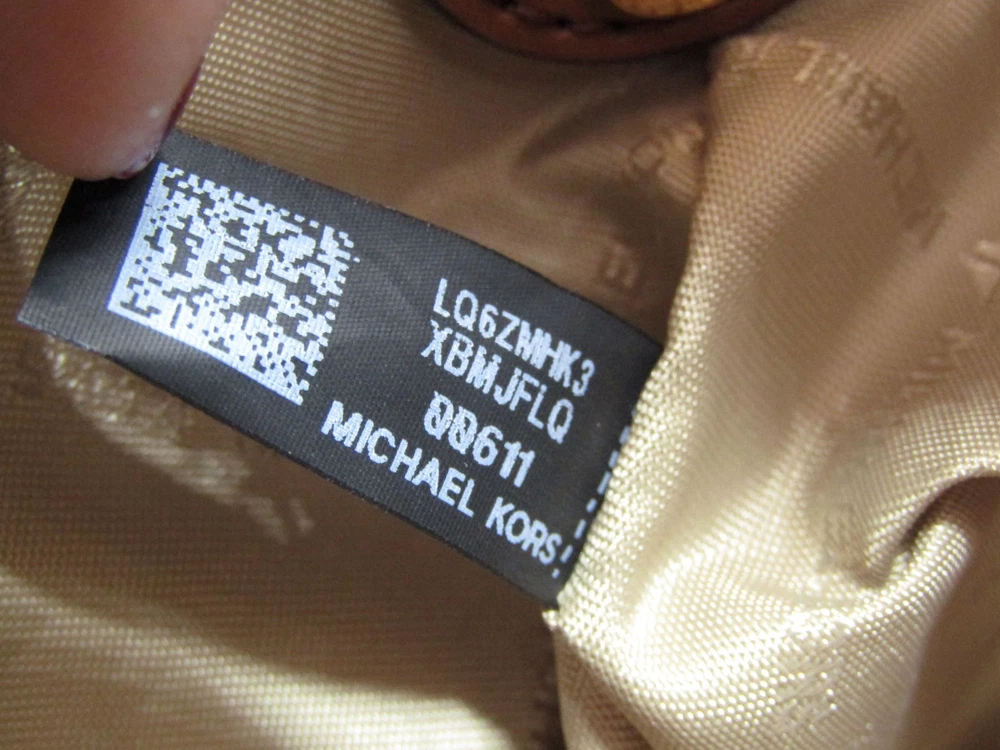 LQ6ZMHK3
XBMJFLQ
00611
MICHAEL KORS